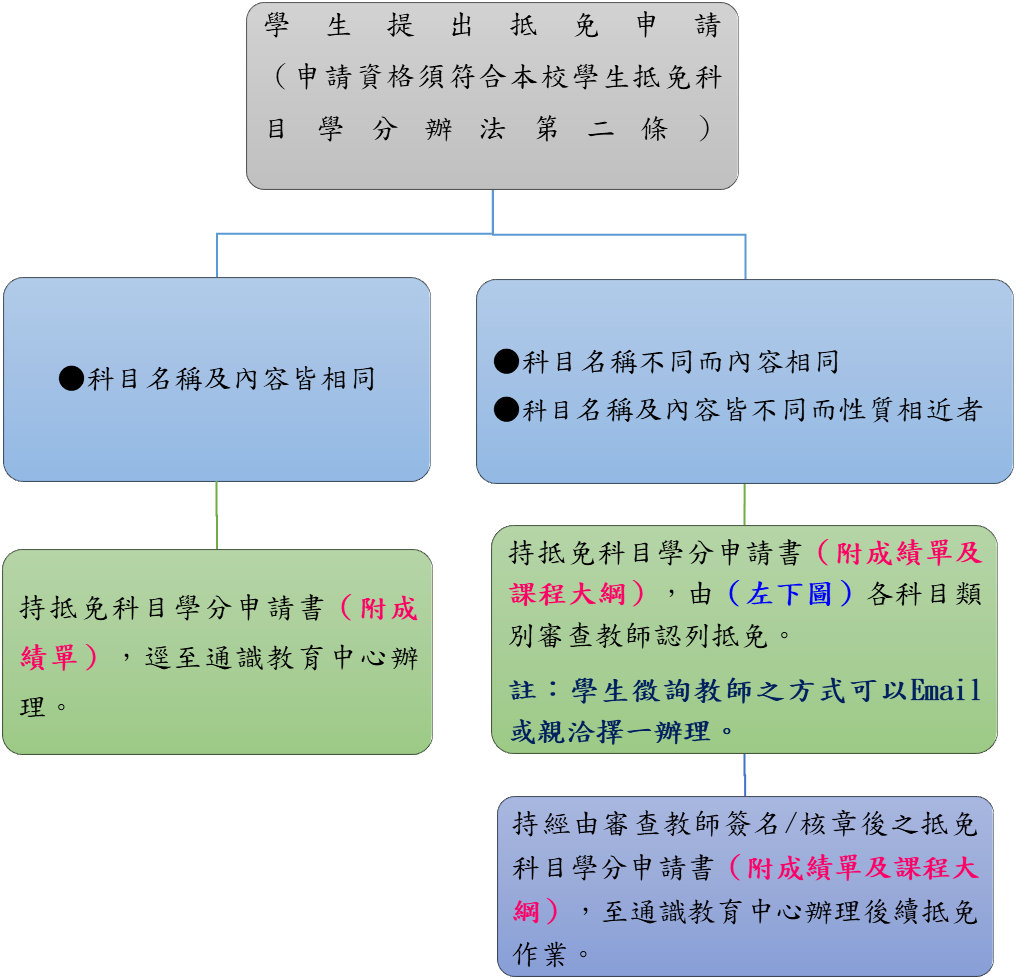 學生提出抵免申請
（申請資格須符合本校學生抵免科
目學分辦法第二條）
●科目名稱及內容皆相同
●科目名稱不同而內容相同
●科目名稱及內容皆不同而性質相近者
持抵免科目學分申請書（附成
績單），逕至通識教育中心辦
理。
持抵免科目學分申請書（附成績單及
課程大綱），由（左下圖）各科目類
別審查教師認列抵免。
註：學生徵詢教師之方式可以Email
或親洽擇一辦理。
持經由審查教師簽名/核章後之抵免
科目學分申請書（附成績單及課程大
綱），至通識教育中心辦理後續抵免
作業。